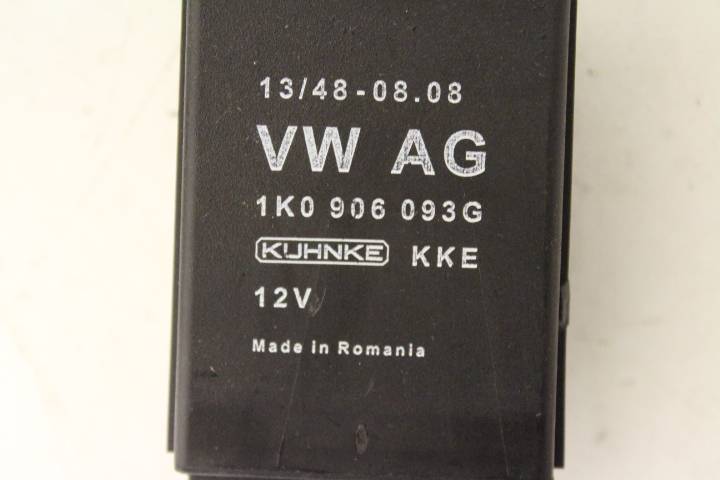 13/48-08.08
VW AG
1K0 906 093G
KUHNKE KKE
12V
Made in Romania